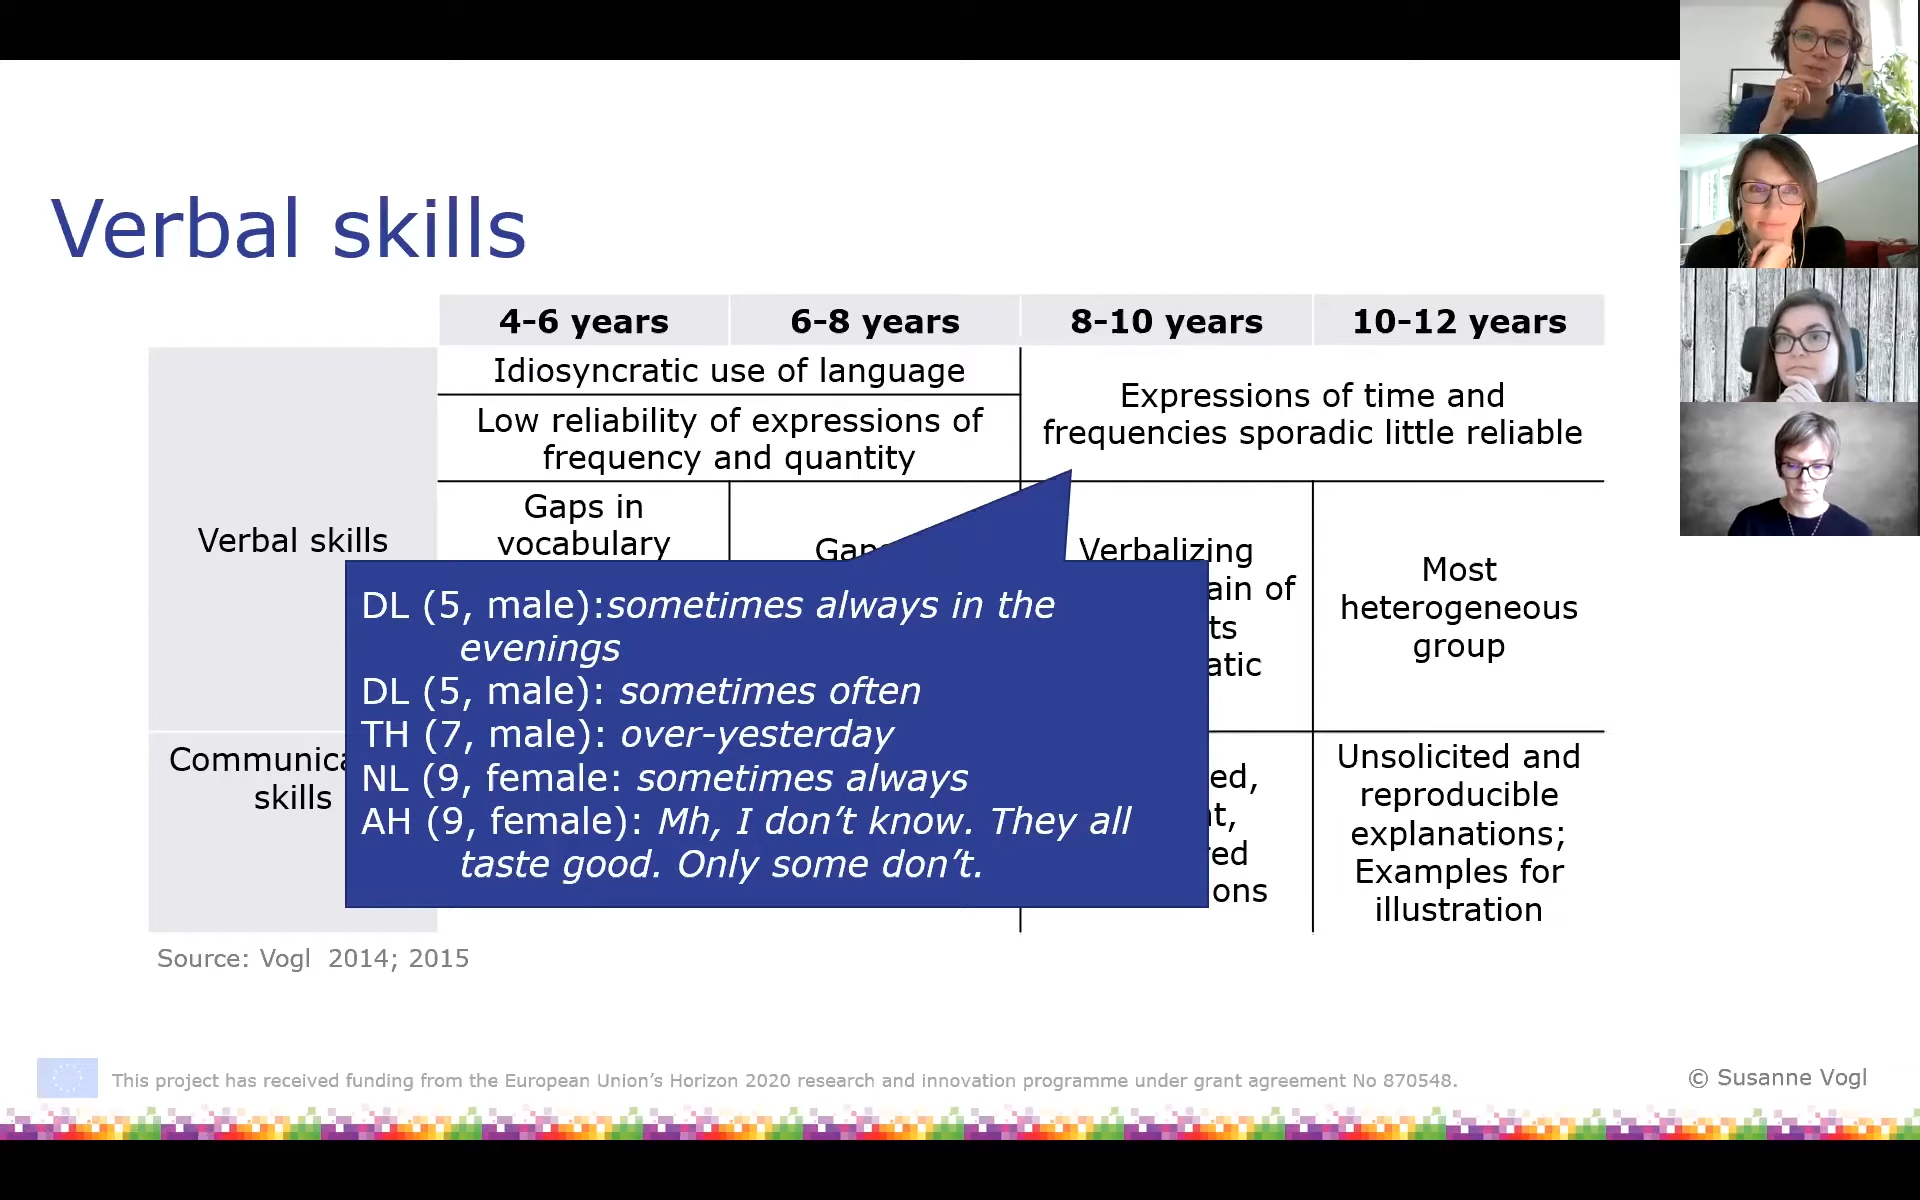 Verbal skills
4-6 years 6-8 years 8-10 years 10-12 years
Idiosyncratic use of language
Low reliability of expressions of
frequency and quantity
Expressions of time and
frequencies sporadic little reliable
Verbal skills
Gaps in
vocabulary
Verbalizing
of
Most
heterogeneous
group
DL (5, male):sometimes always in the
evenings
DL (5, male): sometimes often
TH (7, male): over-yesterday
NL (9, female: sometimes always
AH (9, female): Mh, I don't know. They all
taste good. Only some don't.
skills
Unsolicited and
reproducible
explanations;
Examples for
illustration
Source: Vogl 2014; 2015
This project has received funding from the European Union's Horizon 2020 research and innovation programme under grant agreement No 870548.
© Susanne Vogl